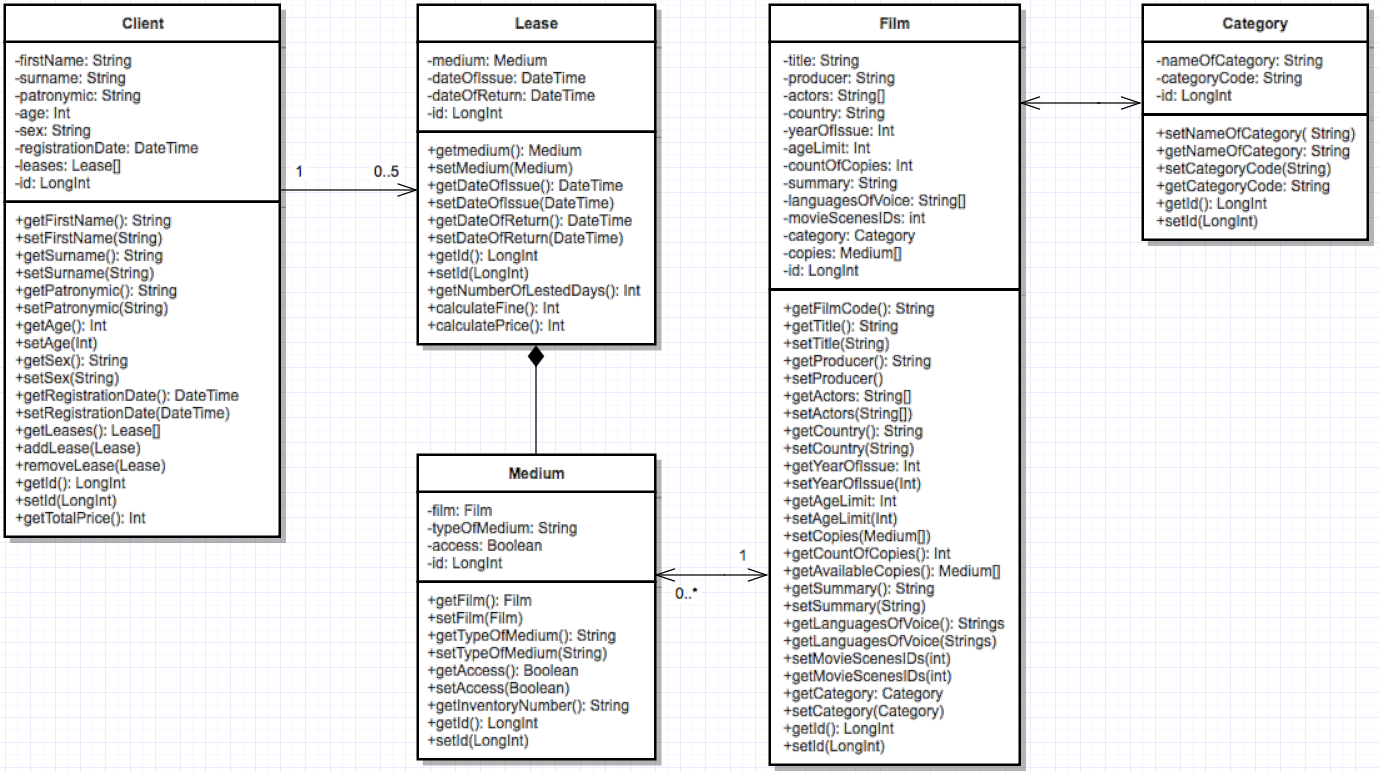 Client
-firstName: String
-surname: String
-patronymic: String
-age: Int
-sex: String
-registrationDate: DateTime
-leases: Lease[]
-id: LongInt
+getFirstName(): String
+setFirstName(String)
+getSurname(): String
+setSurname(String)
+getPatronymic(): String
+setPatronymic(String)
+getAge(): Int
+setAge(Int)
+getSex(): String
+setSex(String)
+getRegistrationDate(): DateTime
+setRegistrationDate(DateTime)
+getLeases(): Lease[]
+addLease(Lease)
+removeLease(Lease)
+getId(): LongInt
+setId(LongInt)
+getTotalPrice(): Int
1
0..5
Lease
-medium: Medium
-dateOfIssue: DateTime
-dateOfReturn: DateTime
-id: LongInt
+getmedium(): Medium
+setMedium(Medium)
+getDateOfIssue(): DateTime
+setDateOfIssue(DateTime)
+getDateOfReturn(): DateTime
+setDateOfReturn(DateTime)
+getId(): LongInt
+setId(LongInt)
+getNumberOfLestedDays(): Int
+calculateFine(): Int
+calculatePrice(): Int
Medium
-film: Film
-typeOfMedium: String
-access: Boolean
-id: LongInt
+getFilm(): Film
+setFilm(Film)
+getTypeOfMedium(): String
+setTypeOfMedium(String)
+getAccess(): Boolean
+setAccess(Boolean)
+getInventoryNumber(): String
+getId(): LongInt
+setId(LongInt)
1
0..*
Film
-title: String
-producer: String
-actors: String[]
-country: String
-yearOfIssue: Int
-ageLimit: Int
-countOfCopies: Int
-summary: String
-languagesOfVoice: String[]
-movieScenesIDs: int
-category: Category
-copies: Medium[]
-id: LongInt
+getFilmCode(): String
+getTitle(): String
+setTitle(String)
+getProducer(): String
+setProducer()
+getActors: String[]
+setActors(String[])
+getCountry(): String
+setCountry(String)
+getYearOfIssue: Int
+setYearOfIssue(Int)
+getAgeLimit: Int
+setAgeLimit(Int)
+setCopies(Medium[])
+getCountOfCopies(): Int
+getAvailableCopies(): Medium[]
+getSummary(): String
+setSummary(String)
+getLanguagesOfVoice(): Strings
+getLanguagesOfVoice(Strings)
+setMovieScenesIDs(int)
+getMovieScenesIDs(int)
+getCategory: Category
+setCategory(Category)
+getId(): LongInt
+setId(LongInt)
Category
-nameOfCategory: String
-categoryCode: String
-id: LongInt
+setNameOfCategory( String)
+getNameOfCategory: String
+setCategoryCode(String)
+getCategoryCode: String
+getId(): LongInt
+setId(LongInt)